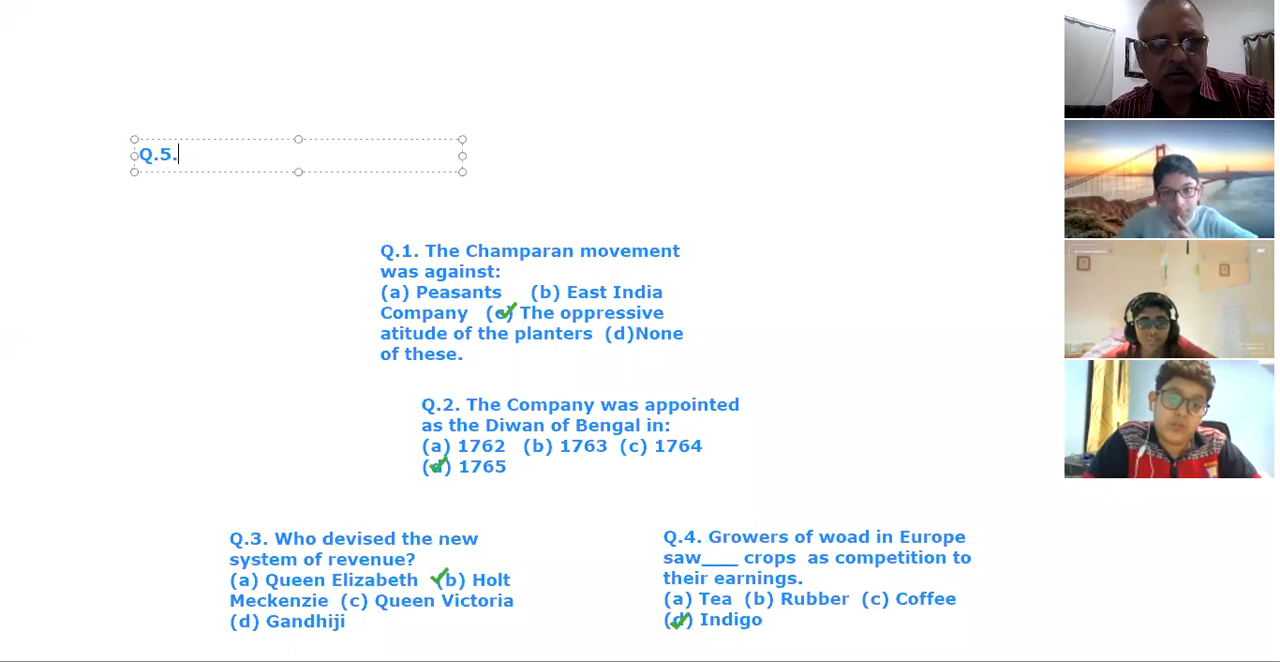 Q.5.
Q.1. The Champaran movement
was against:
(a) Peasants (b) East India
Company (c) The oppressive
atitude of the planters (d)None
of these.
Q.2. The Company was appointed
as the Diwan of Bengal in:
(a) 1762 (b) 1763 (c) 1764
(d) 1765
Q.3. Who devised the new
system of revenue?
(a) Queen Elizabeth (b) Holt
Meckenzie (c) Queen Victoria
(d) Gandhiji
Q.4. Growers of woad in Europe
saw___ crops as competition to
their earnings.
(a) Tea (b) Rubber (c) Coffee
(d) Indigo